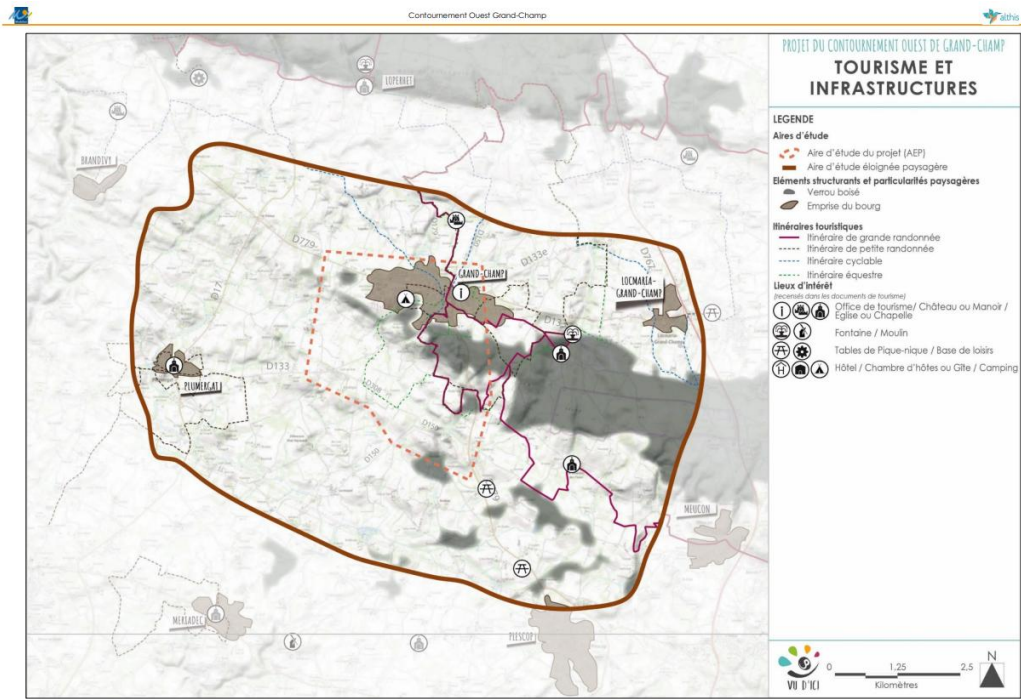 Contournement Ouest Grand-Champ
althis
PROJET DU CONTOURNEMENT OUEST DE GRAND-CHAMP
TOURISME ET
INFRASTRUCTURES
LEGENDE
Aires d'étude
Aire d'étude du projet (AEP)
Aire d'étude éloignée paysagère
Eléments structurants et particularités paysagères
Verrou boisé
Emprise du bourg
Itinéraires touristiques
Itinéraire de grande randonnée
Itinéraire de petite randonnée
Itinéraire cyclable
Itinéraire équestre
Lieux d'intérêt
(recensés dans les documents de tourisme)
Office de tourisme/ Château ou Manoir /
Eglise ou Chapelle
Fontaine / Moulin
Tables de Pique-nique / Base de loisirs
H
Hôtel / Chambre d'hôtes ou Gîte / Camping
LOPERHET
BRANDIVY
D779
D133e
D767
GRAND-CHAMP
i
LOCMARIA-
GRAND-CHAMP
D133
PLUMERGAT
D150
MEUCON
MERIADEC
PLESCOP
VU D'ICI
0
1,25
2,5
Kilomètres
N